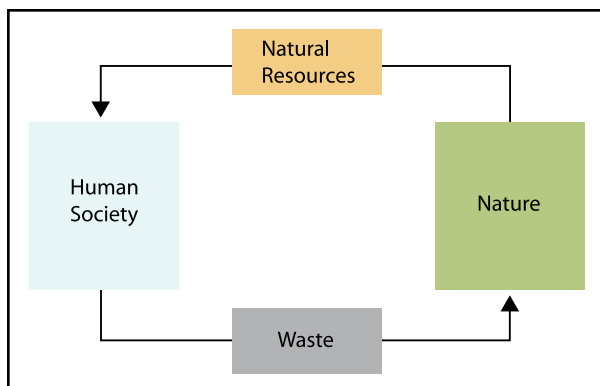 Natural
Resources
Human
Society
Nature
Waste